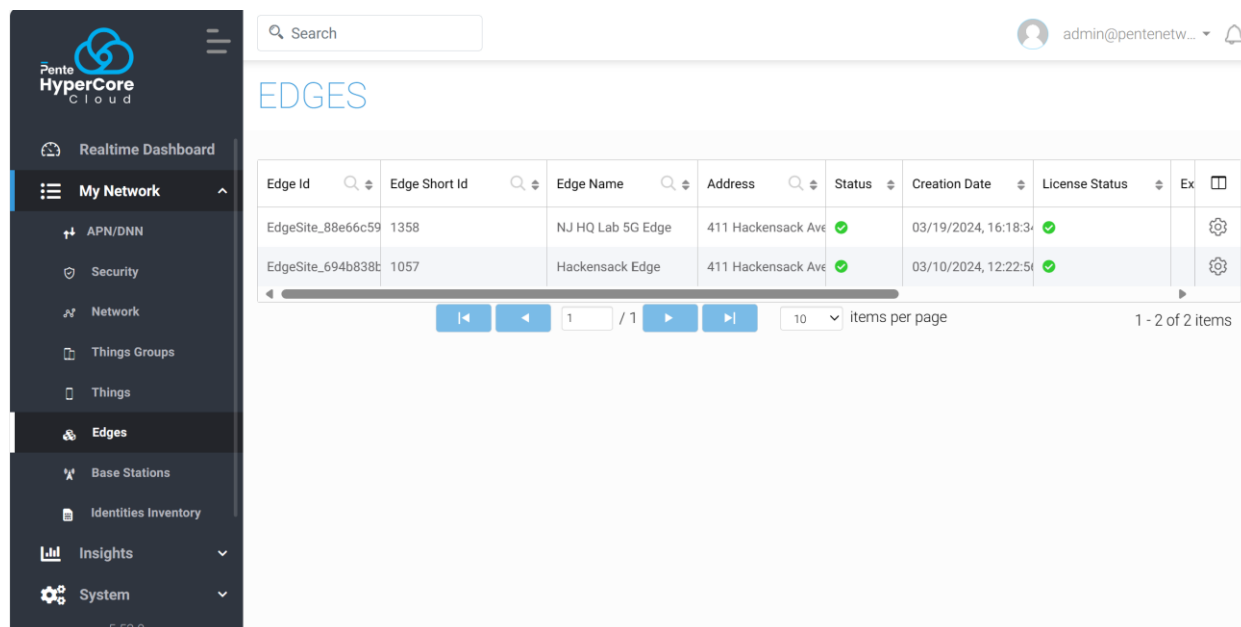 Pente
HyperCore
Cloud
Search
admin@pentenetw...
EDGES
Realtime Dashboard
My Network
APN/DNN
Security
Network
Things Groups
Things
Edges
Base Stations
Identities Inventory
Insights
System
Edge Id Edge Short Id Edge Name Address Status Creation Date License Status Ex
EdgeSite_88e66c59 1358 NJ HQ Lab 5G Edge 411 Hackensack Ave 03/19/2024, 16:18:34
EdgeSite_694b838b 1057 Hackensack Edge 411 Hackensack Ave 03/10/2024, 12:22:56
1 / 1 10 items per page 1 - 2 of 2 items